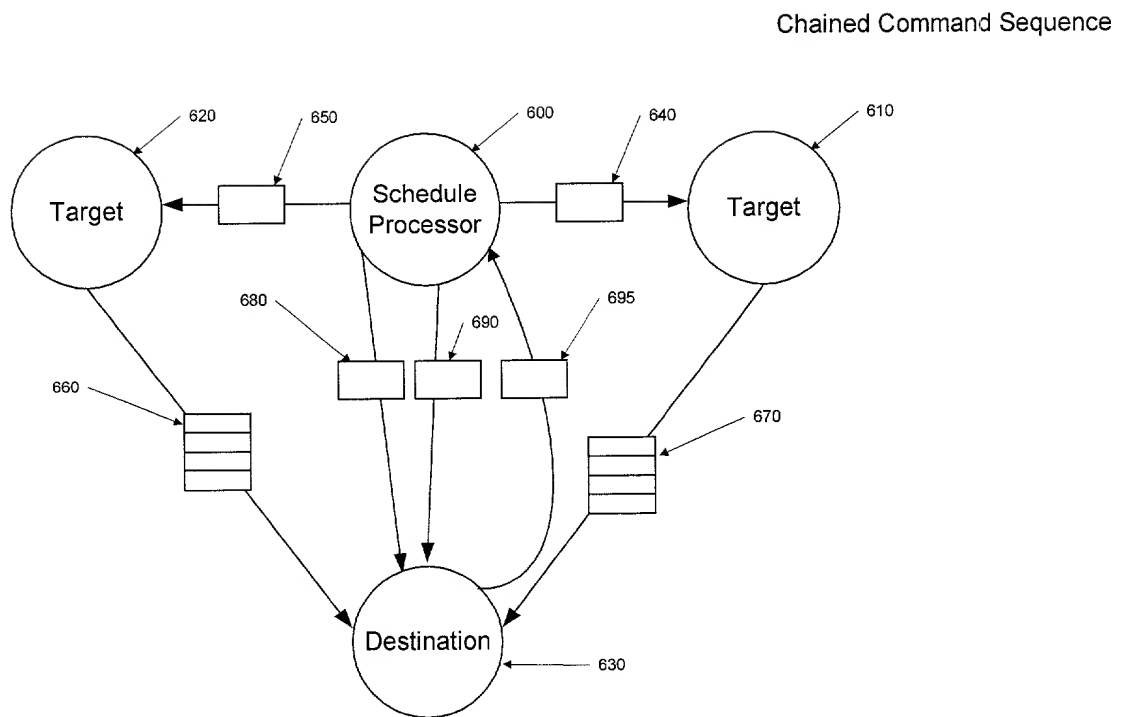 Chained Command Sequence
620
650
600
640
610
Target
Schedule
Processor
Target
680
690
695
660
670
Destination
630